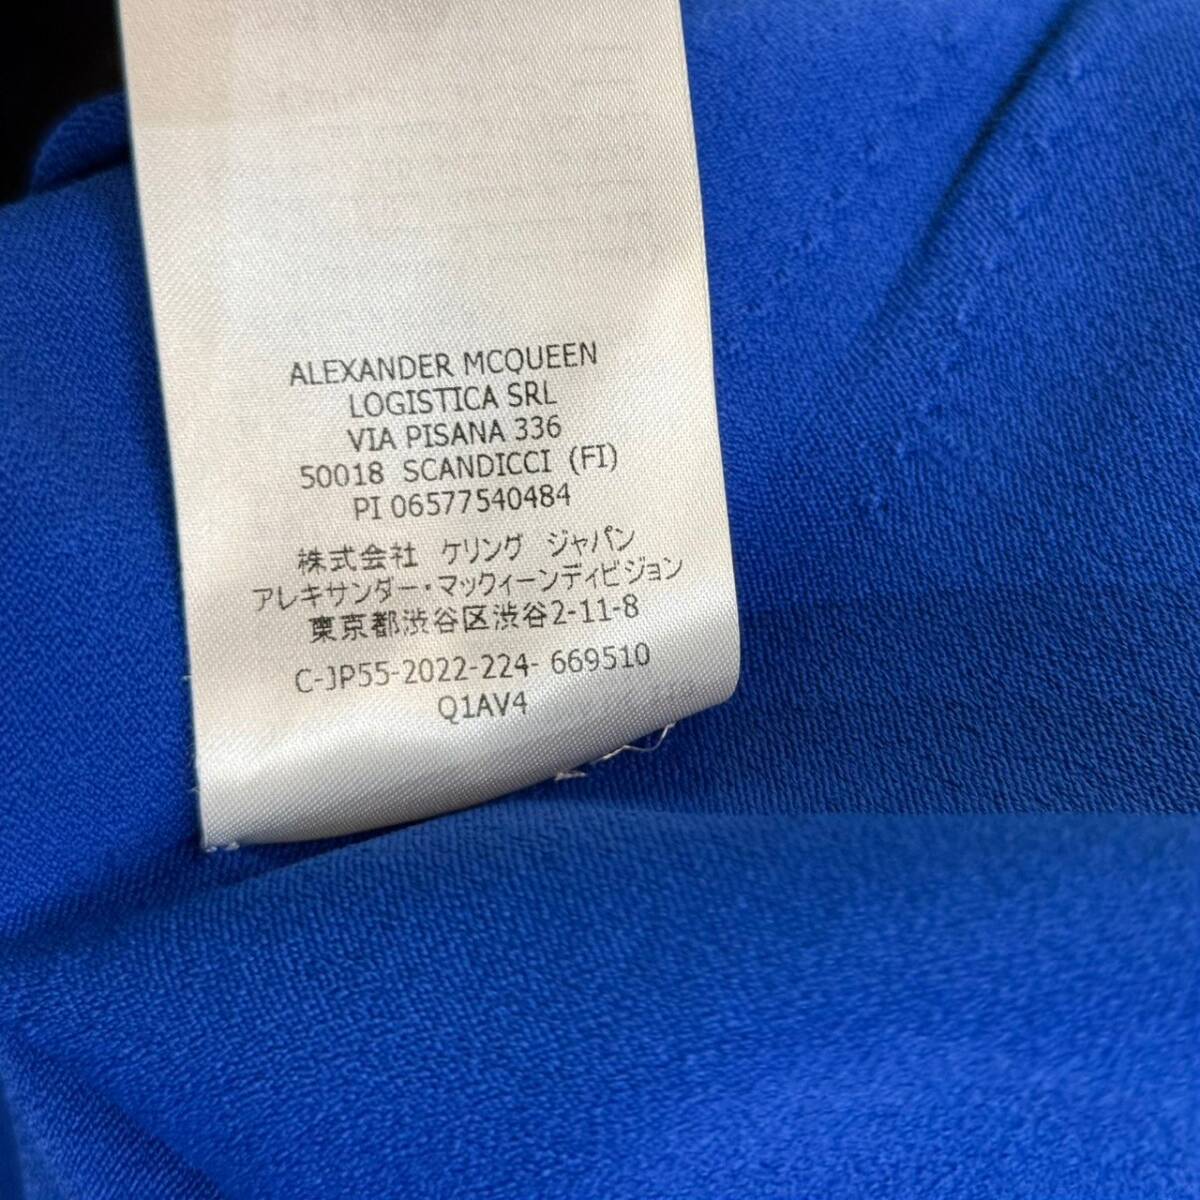 ALEXANDER MCQUEEN
LOGISTICA SRL
VIA PISANA 336
50018 SCANDICCI (FI)
PI 06577540484
株式会社 ケリング ジャパン
アレキサンダー・マックィーンディビジョン
東京都渋谷区渋谷2-11-8
C-JP55-2022-224- 669510
Q1AV4